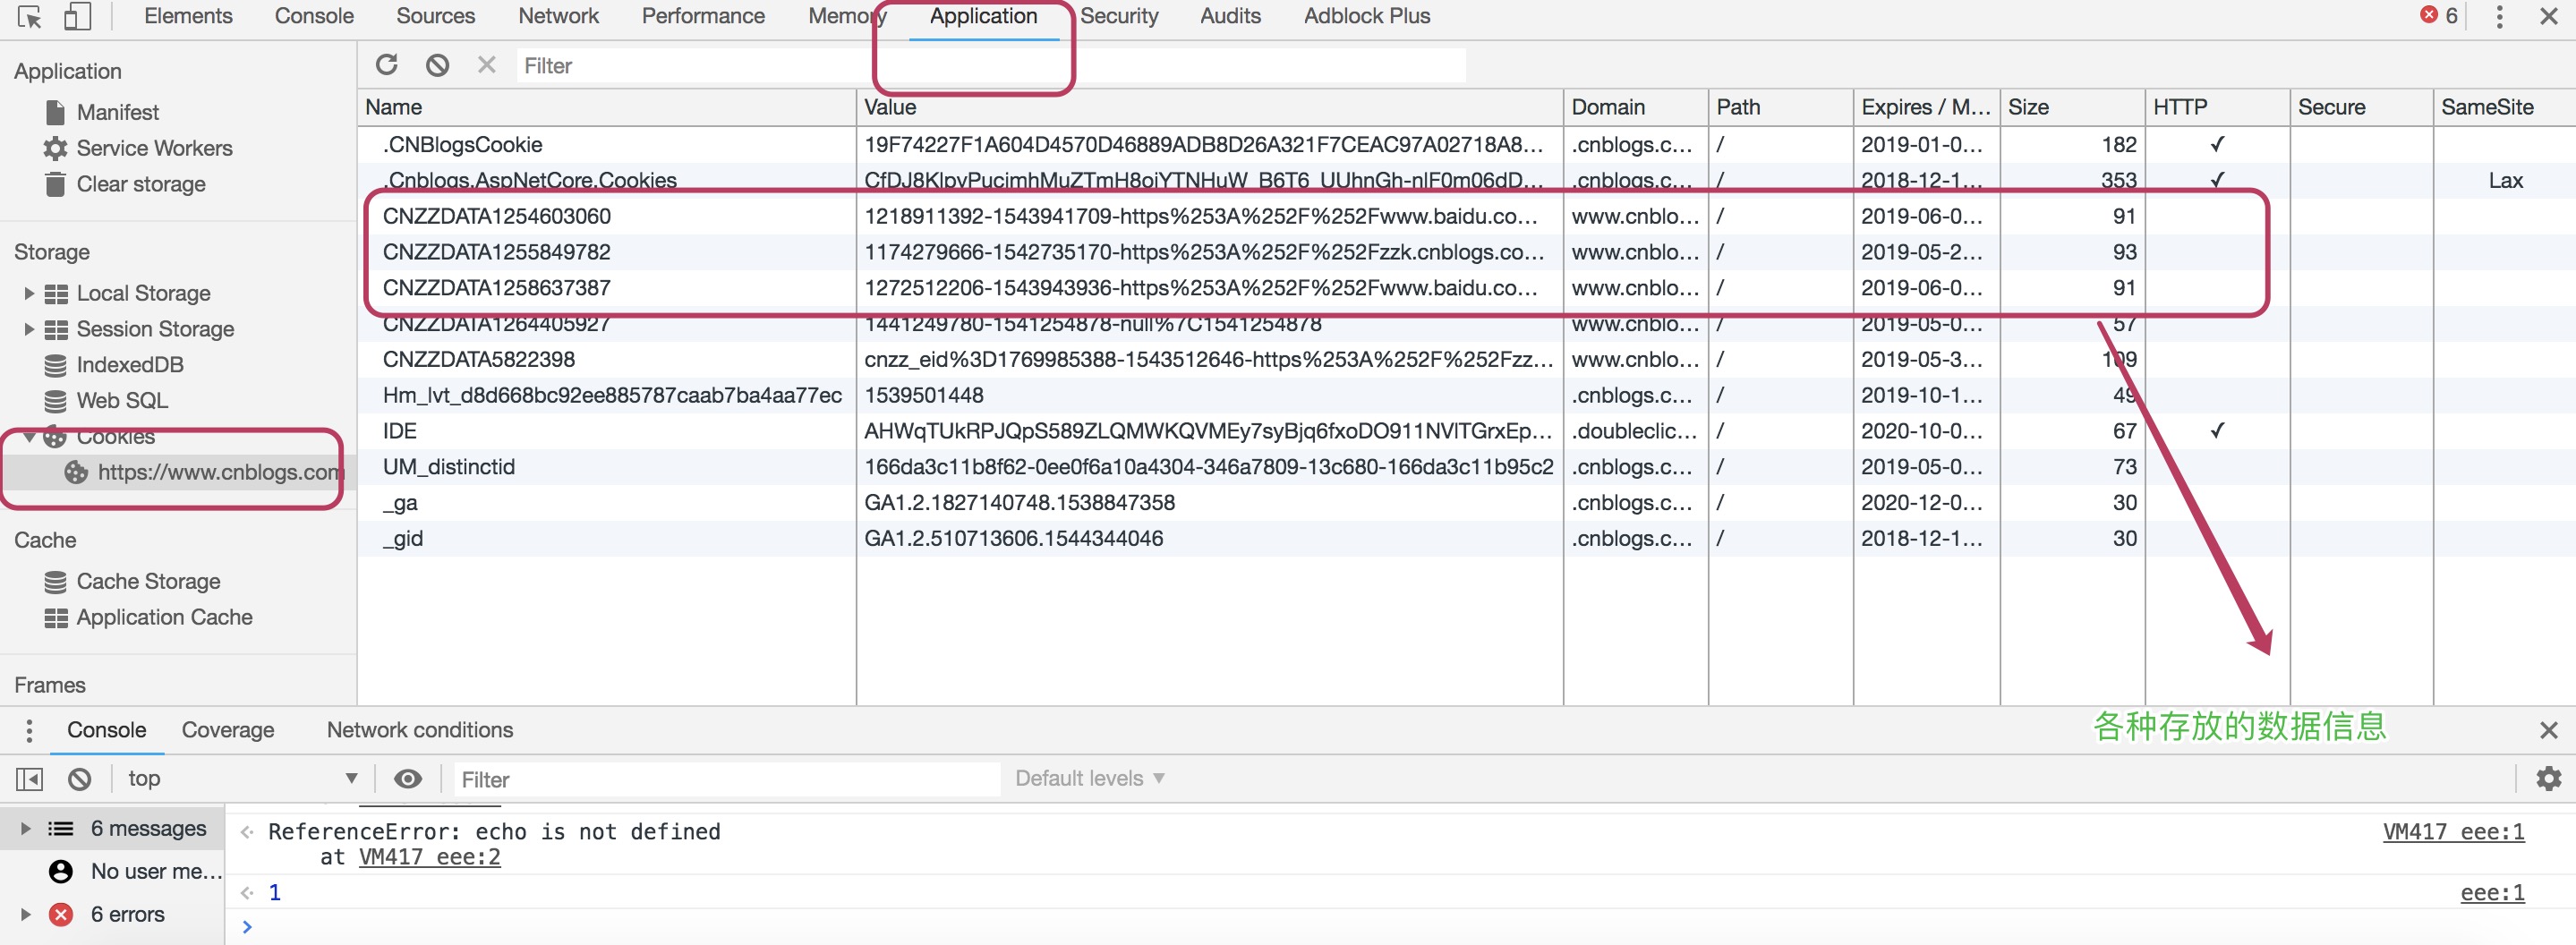 Elements Console Sources Network Performance Memory Application Security Audits Adblock Plus 6
Application
Manifest
Service Workers
Clear storage
Storage
Local Storage
Session Storage
IndexedDB
Web SQL
Cookies
https://www.cnblogs.com
Cache
Cache Storage
Application Cache
Frames
Filter
Name Value Domain Path Expires / M... Size HTTP Secure SameSite
.CNBlogsCookie 19F74227F1A604D4570D46889ADB8D26A321F7CEAC97A02718A8... .cnblogs.c... / 2019-01-0... 182 ✓
.Cnblogs.AspNetCore.Cookies .cnblogs.c... / 2018-12-1... 353 ✓ Lax
CNZZDATA1254603060 1218911392-1543941709-https%253A%252F%252Fwww.baidu.co... www.cnblo... / 2019-06-0... 91
CNZZDATA1255849782 1174279666-1542735170-https%253A%252F%252Fzzk.cnblogs.co... www.cnblo... / 2019-05-2... 93
CNZZDATA1258637387 1272512206-1543943936-https%253A%252F%252Fwww.baidu.co... www.cnblo... / 2019-06-0... 91
CNZZDATA1264405927 1441249780-1541254878-null%7C1541254878 www.cnblo... / 2019-05-0... 57
CNZZDATA5822398 cnzz_eid%3D1769985388-1543512646-https%253A%252F%252Fzz... www.cnblo... / 2019-05-3... 109
Hm_lvt_d8d668bc92ee885787caab7ba4aa77ec 1539501448 .cnblogs.c... / 2019-10-1... 49
IDE AHWqTUkRPJQpS589ZLQMWKQVMEy7syBjq6fxoDO911NVlTGrxEp... .doubleclic... / 2020-10-0... 67 ✓
UM_distinctid 166da3c11b8f62-0ee0f6a10a4304-346a7809-13c680-166da3c11b95c2 .cnblogs.c... / 2019-05-0... 73
_ga GA1.2.1827140748.1538847358 .cnblogs.c... / 2020-12-0... 30
_gid GA1.2.510713606.1544344046 .cnblogs.c... / 2018-12-1... 30
各种存放的数据信息
Console Coverage Network conditions
top Filter Default levels
6 messages
No user me...
6 errors
ReferenceError: echo is not defined VM417 eee:1
at VM417 eee:2
1 eee:1